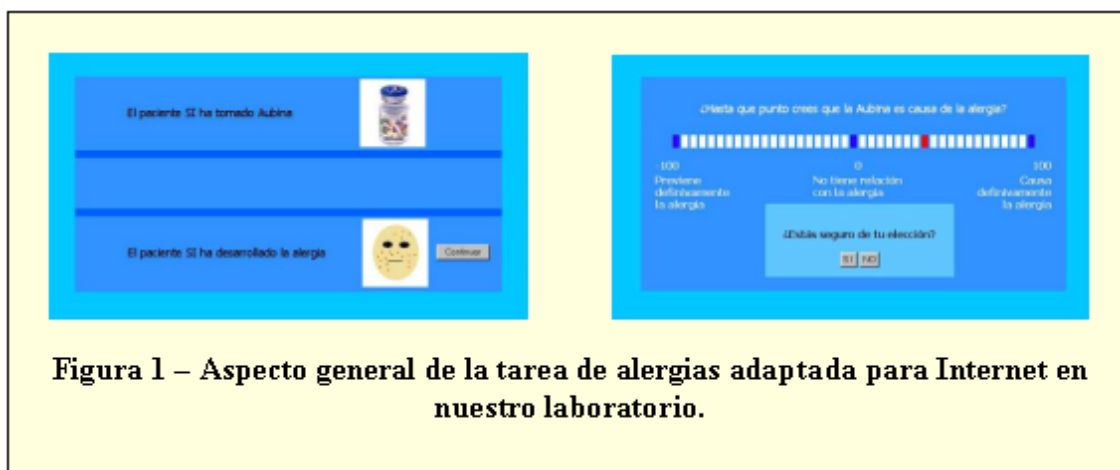 El paciente SI ha tomado Aubina
El paciente SI ha desarrollado la alergia
Continuar
¿Hasta que punto crees que la Aubina es causa de la alergia?
-100
Previene
definivamente
la alergia
0
No tiene relación
con la alergia
100
Causa
definivamente
la alergia
¿Estás seguro de tu elección?
SI NO
Figura 1 – Aspecto general de la tarea de alergias adaptada para Internet en
nuestro laboratorio.